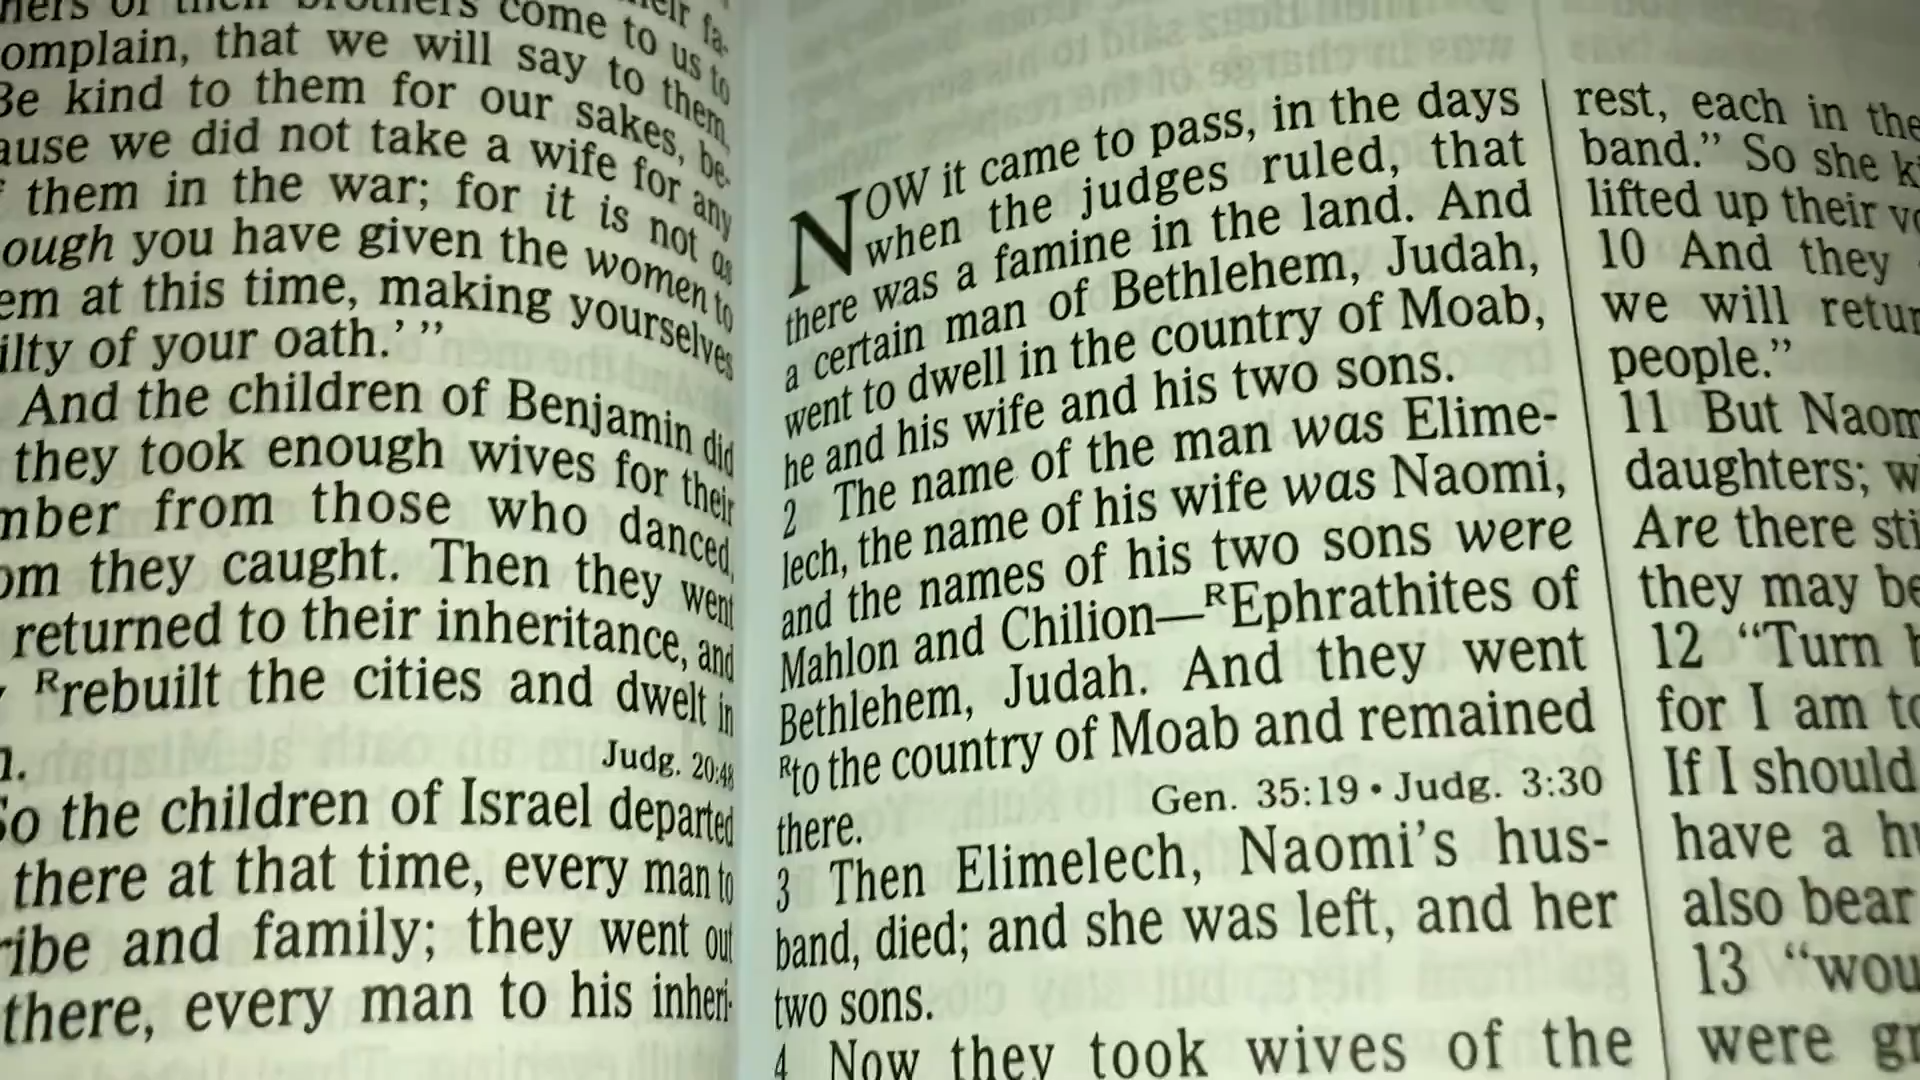 come to us to
omplain, that we will say to them,
Be kind to them for our sakes, be-
ause we did not take a wife for any
them in the war; for it is not as
ough you have given the women to
em at this time, making yourselves
ilty of your oath.’ ”
And the children of Benjamin did
they took enough wives for their
mber from those who danced,
om they caught. Then they went
returned to their inheritance, and
Rrebuilt the cities and dwelt in
Judg. 20:48
So the children of Israel departed
there at that time, every man to
ribe and family; they went out
there, every man to his inheri-
NOW it came to pass, in the days
when the judges ruled, that
there was a famine in the land. And
a certain man of Bethlehem, Judah,
went to dwell in the country of Moab,
he and his wife and his two sons.
2 The name of the man was Elime-
lech, the name of his wife was Naomi,
and the names of his two sons were
Mahlon and Chilion—REphrathites of
Bethlehem, Judah. And they went
Rto the country of Moab and remained
there.
Gen. 35:19 • Judg. 3:30
3 Then Elimelech, Naomi’s hus-
band, died; and she was left, and her
two sons.
4 Now they took wives of the
rest, each in the
band.” So she ki
lifted up their vo
10 And they
we will retur
people.”
11 But Naom
daughters; w
Are there sti
they may be
12 “Turn b
for I am to
If I should
have a hu
also bear
13 “wou
were gr